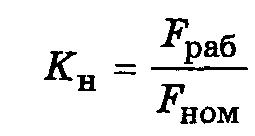 Kн = Fраб / Fном